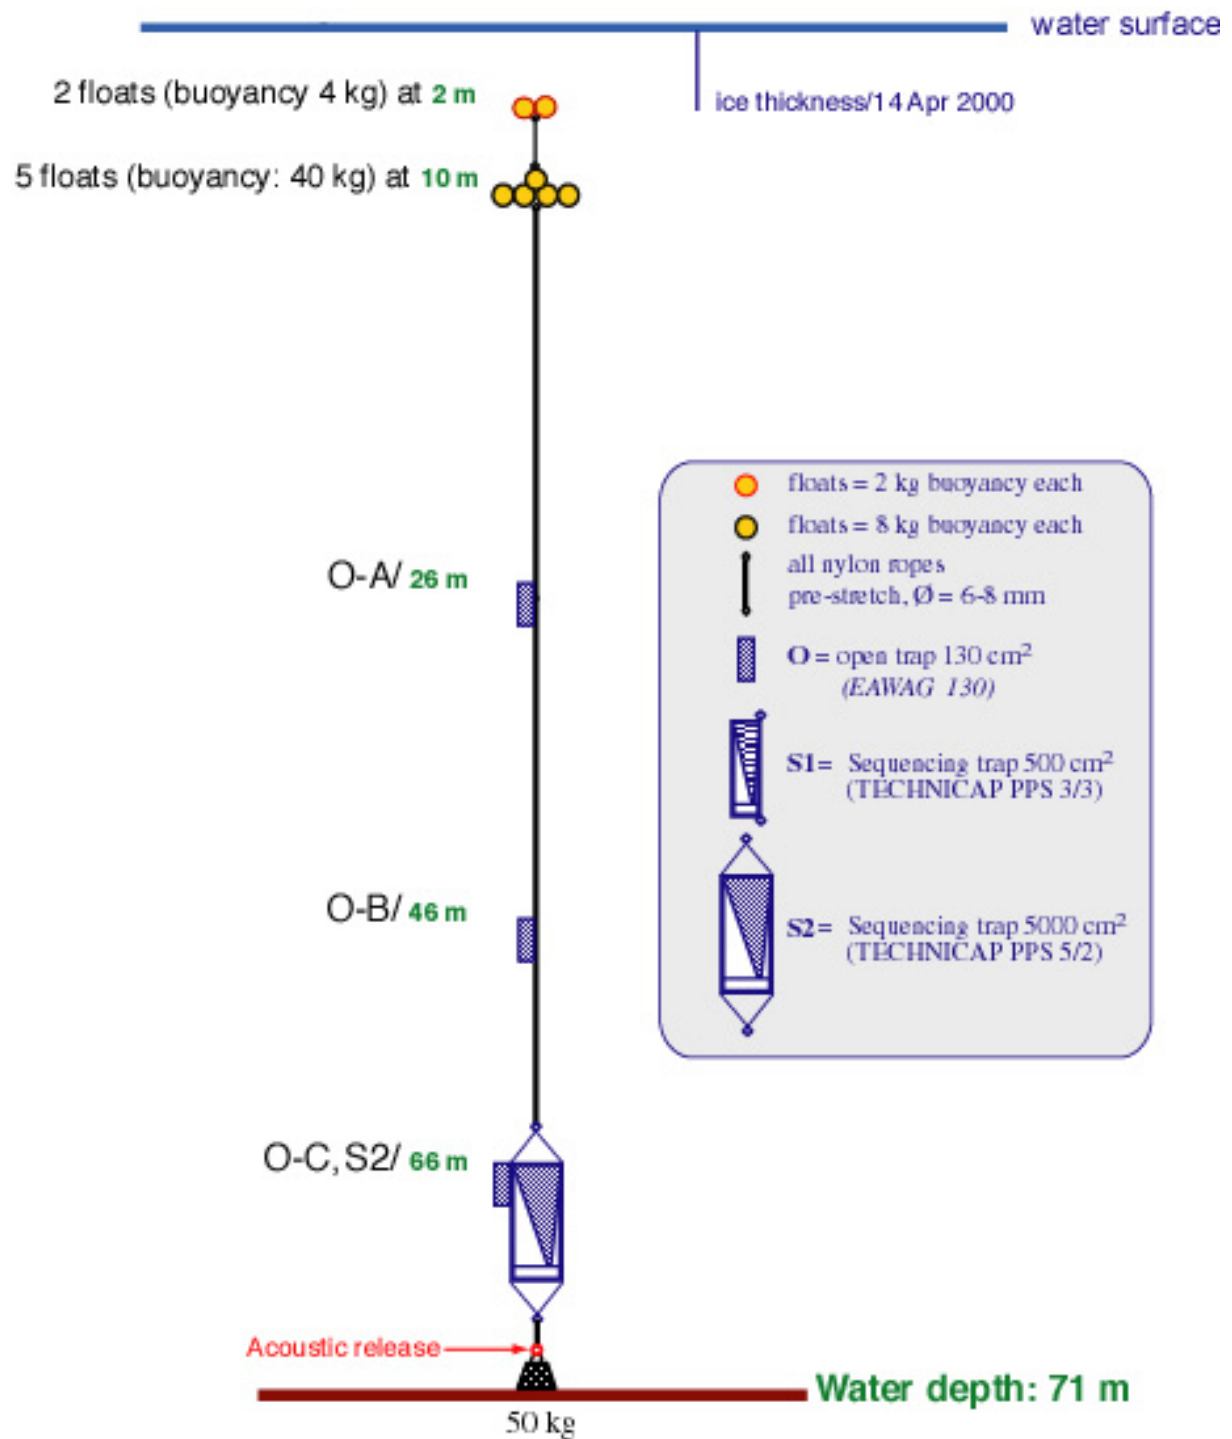 water surface
2 floats (buoyancy 4 kg) at 2 m
ice thickness/14 Apr 2000
5 floats (buoyancy: 40 kg) at 10 m
floats = 2 kg buoyancy each
floats = 8 kg buoyancy each
all nylon ropes
pre-stretch, Ø = 6-8 mm
O-A/ 26 m
O = open trap 130 cm²
(EAWAG 130)
S1= Sequencing trap 500 cm²
(TECHNICAP PPS 3/3)
O-B/ 46 m
S2= Sequencing trap 5000 cm²
(TECHNICAP PPS 5/2)
O-C, S2/ 66 m
Acoustic release
Water depth: 71 m
50 kg